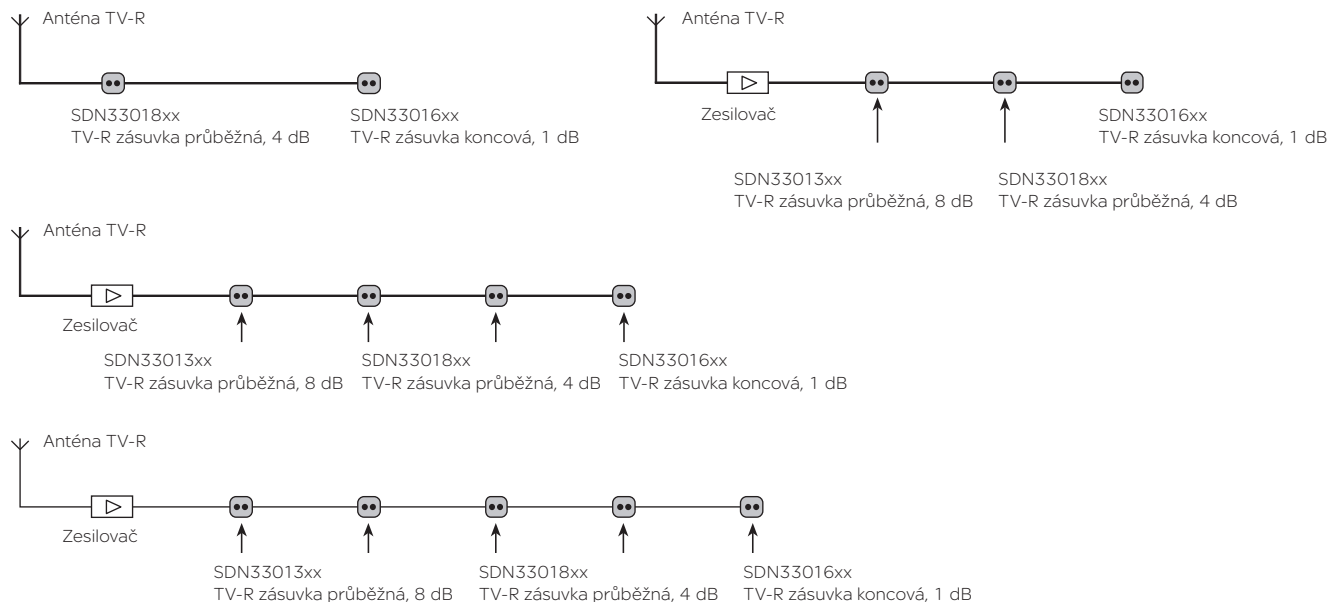 Anténa TV-R
SDN33018xx
TV-R zásuvka průběžná, 4 dB
SDN33016xx
TV-R zásuvka koncová, 1 dB
Anténa TV-R
Zesilovač
SDN33016xx
TV-R zásuvka koncová, 1 dB
SDN33013xx
TV-R zásuvka průběžná, 8 dB
SDN33018xx
TV-R zásuvka průběžná, 4 dB
Anténa TV-R
Zesilovač
SDN33013xx
TV-R zásuvka průběžná, 8 dB
SDN33018xx
TV-R zásuvka průběžná, 4 dB
SDN33016xx
TV-R zásuvka koncová, 1 dB
Anténa TV-R
Zesilovač
SDN33013xx
TV-R zásuvka průběžná, 8 dB
SDN33018xx
TV-R zásuvka průběžná, 4 dB
SDN33016xx
TV-R zásuvka koncová, 1 dB